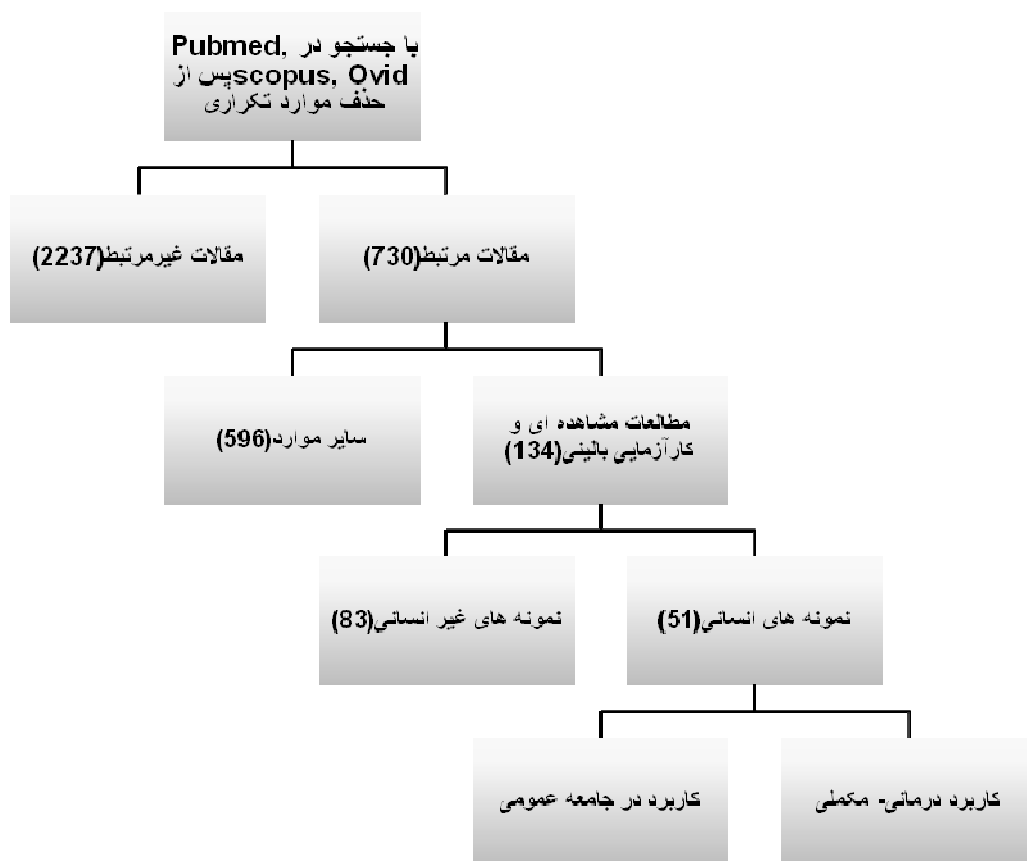 با جستجو در Pubmed,
scopus, Ovidپس از
حذف موارد تکراری
مقالات مرتبط(730)
مقالات غیرمرتبط(2237)
مطالعات مشاهده ای و
کارآزمایی بالینی(134)
سایر موارد(596)
نمونه های انسانی(51)
نمونه های غیر انسانی(83)
کاربرد درمانی- مکملی
کاربرد در جامعه عمومی